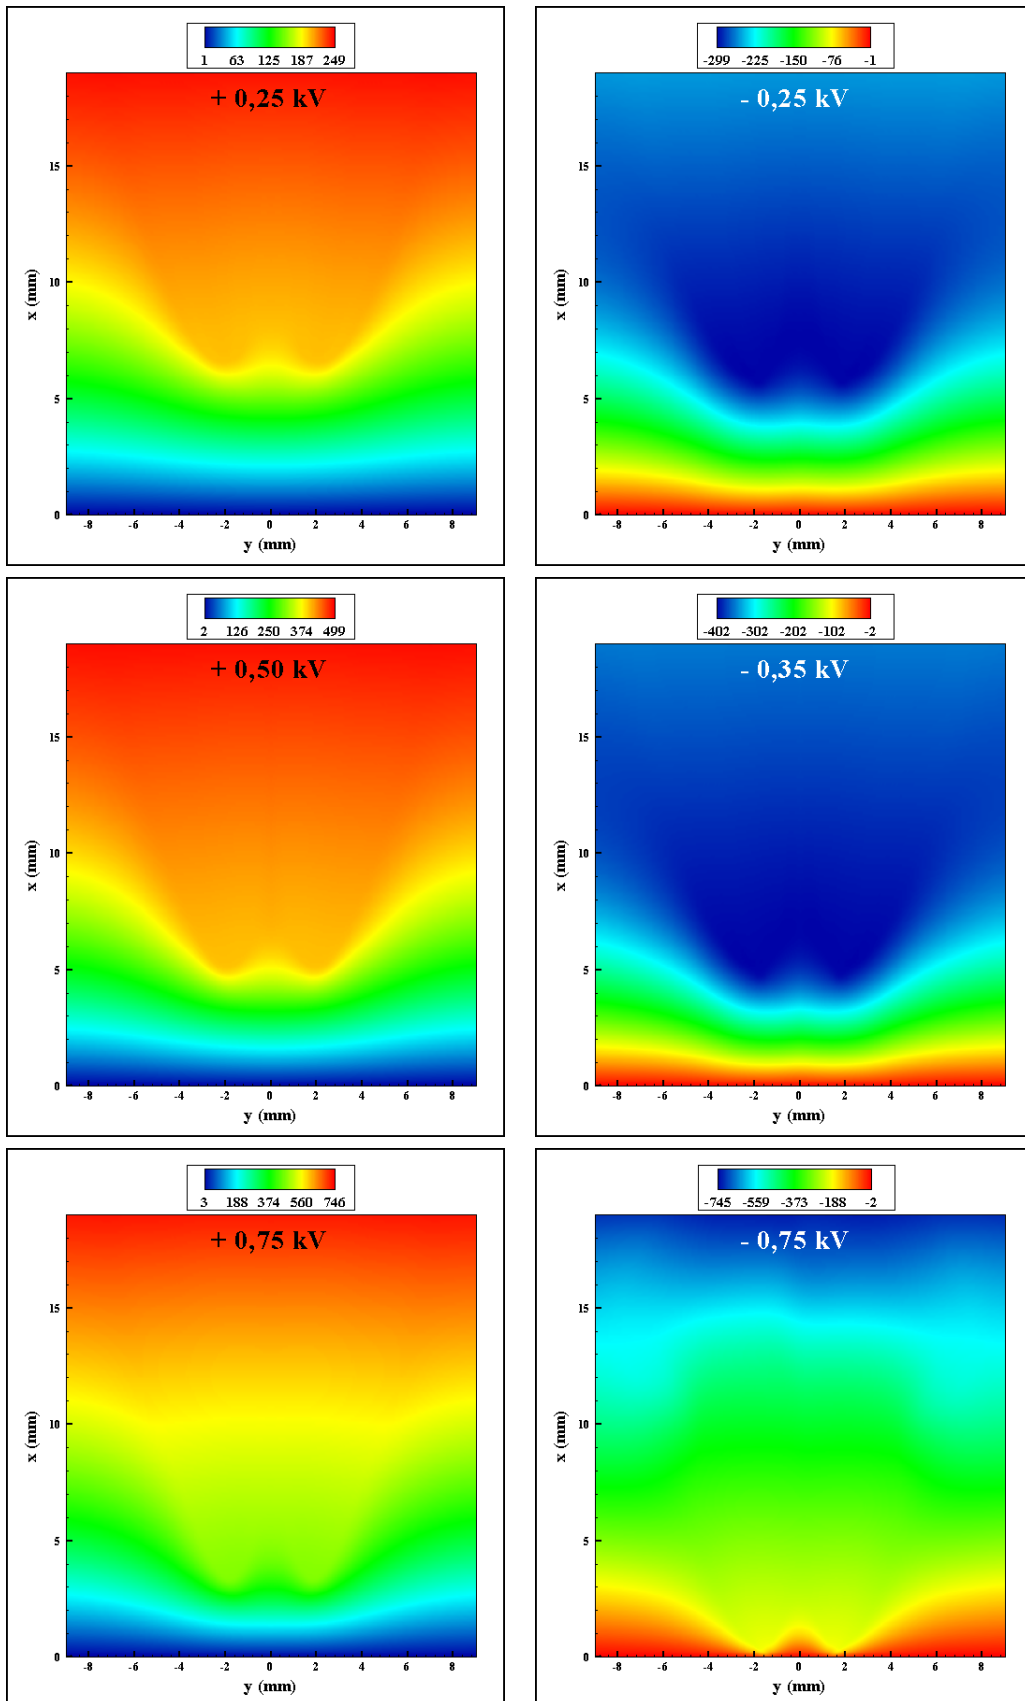 1 63 125 187 249
+ 0,25 kV
15
10
5
0
x (mm)
-8 -6 -4 -2 0 2 4 6 8
y (mm)
-299 -225 -150 -76 -1
- 0,25 kV
15
10
5
0
x (mm)
-8 -6 -4 -2 0 2 4 6 8
y (mm)
2 126 250 374 499
+ 0,50 kV
15
10
5
0
x (mm)
-8 -6 -4 -2 0 2 4 6 8
y (mm)
-402 -302 -202 -102 -2
- 0,35 kV
15
10
5
0
x (mm)
-8 -6 -4 -2 0 2 4 6 8
y (mm)
3 188 374 560 746
+ 0,75 kV
15
10
5
0
x (mm)
-8 -6 -4 -2 0 2 4 6 8
y (mm)
-745 -559 -373 -188 -2
- 0,75 kV
15
10
5
0
x (mm)
-8 -6 -4 -2 0 2 4 6 8
y (mm)